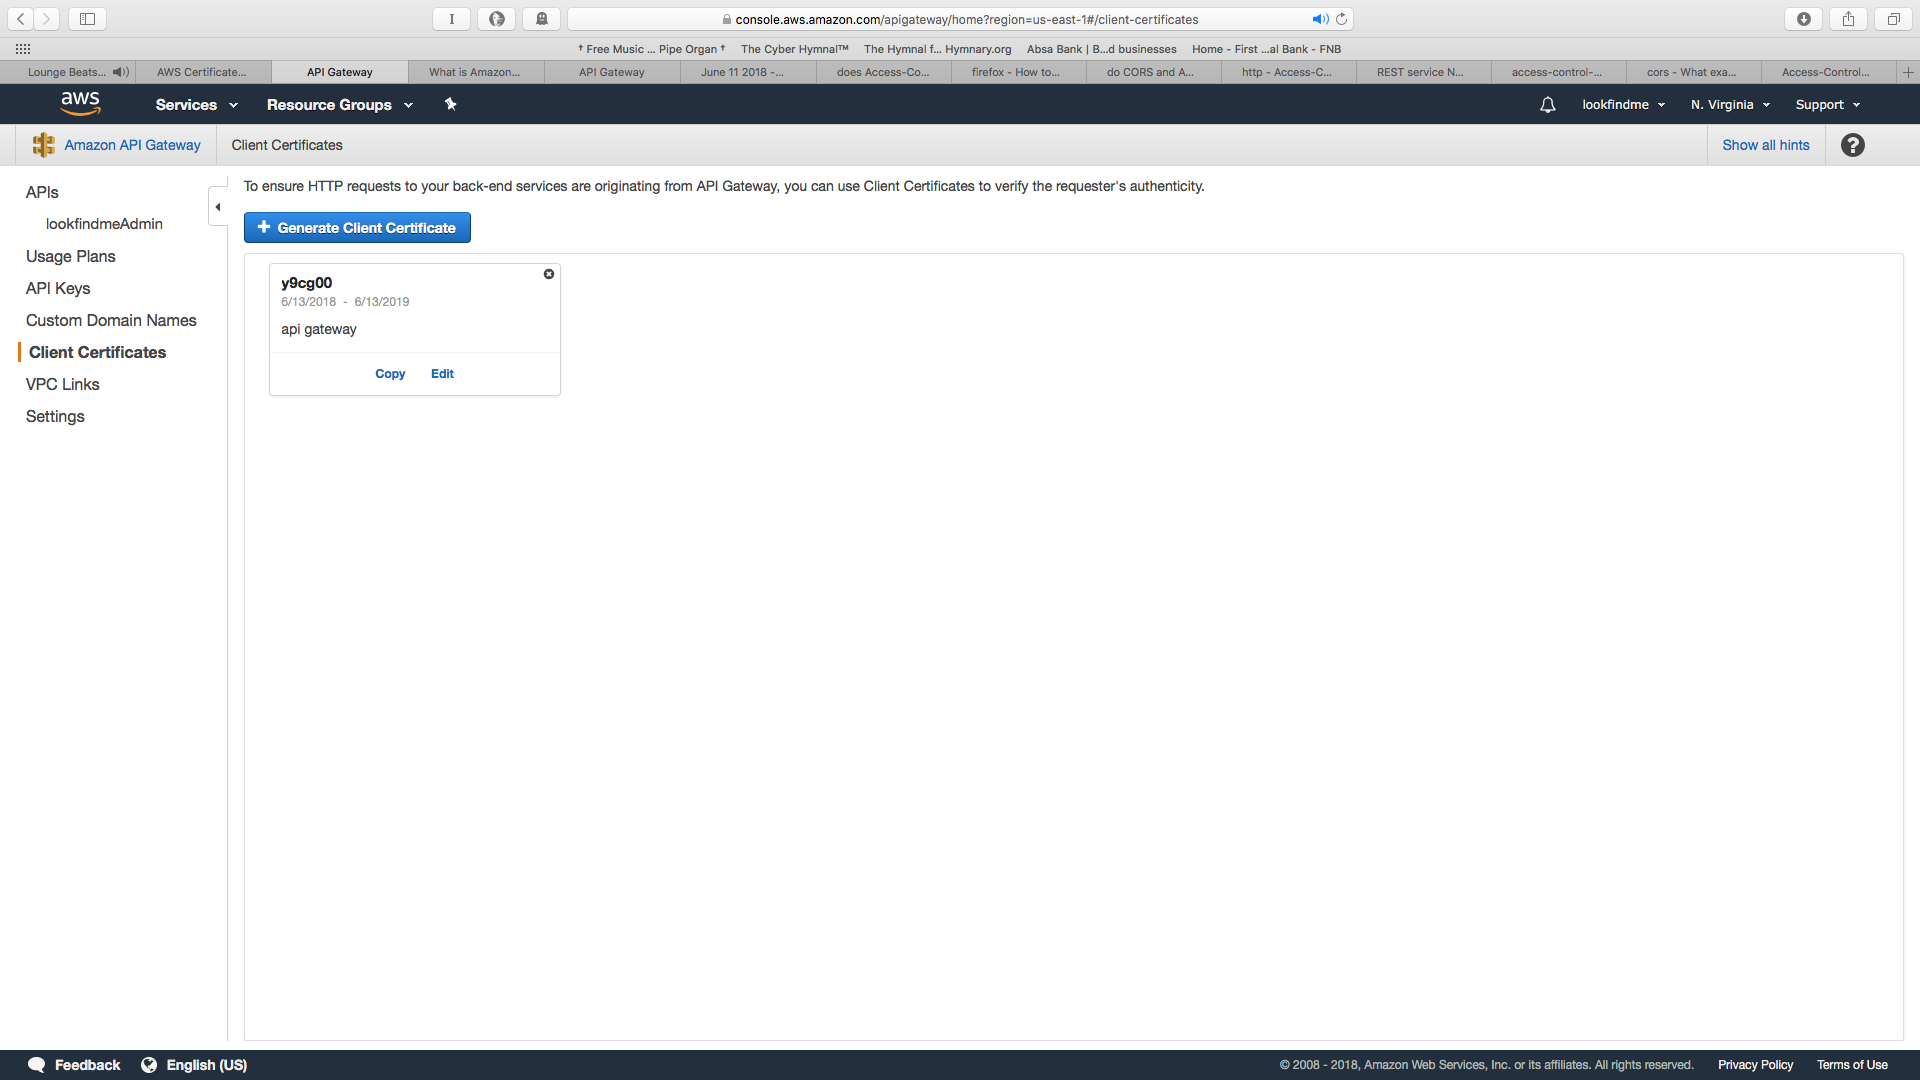 I
console.aws.amazon.com/apigateway/home?region=us-east-1#/client-certificates
† Free Music ... Pipe Organ †
The Cyber Hymnal™
The Hymnal f... Hymnary.org
Absa Bank | B...d businesses
Home - First ...al Bank - FNB
Lounge Beats...
AWS Certificate...
API Gateway
What is Amazon...
API Gateway
June 11 2018 -...
does Access-Co...
firefox - How to...
do CORS and A...
http - Access-C...
REST service N...
access-control-...
cors - What exa...
Access-Control...
aws
Services
Resource Groups
lookfindme
N. Virginia
Support
Amazon API Gateway
Client Certificates
Show all hints
?
APIs
lookfindmeAdmin
Usage Plans
API Keys
Custom Domain Names
Client Certificates
VPC Links
Settings
To ensure HTTP requests to your back-end services are originating from API Gateway, you can use Client Certificates to verify the requester's authenticity.
+ Generate Client Certificate
y9cg00
6/13/2018 - 6/13/2019
api gateway
Copy
Edit
Feedback
English (US)
© 2008 - 2018, Amazon Web Services, Inc. or its affiliates. All rights reserved.
Privacy Policy
Terms of Use